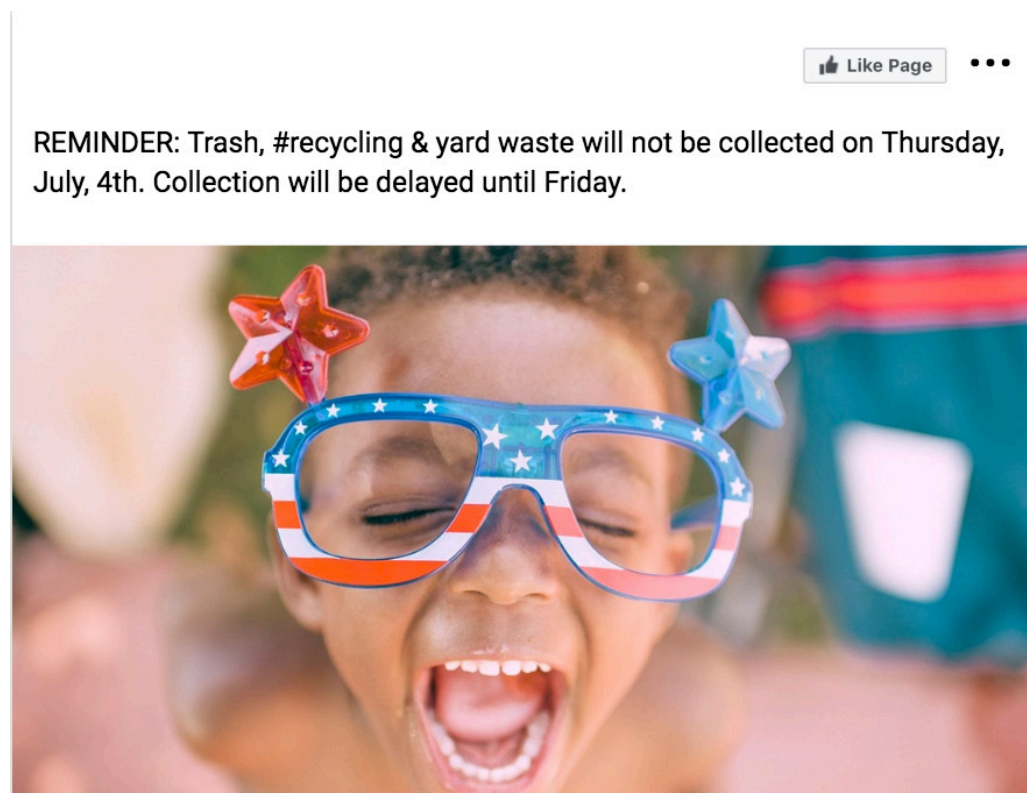 Like Page
REMINDER: Trash, #recycling & yard waste will not be collected on Thursday,
July, 4th. Collection will be delayed until Friday.